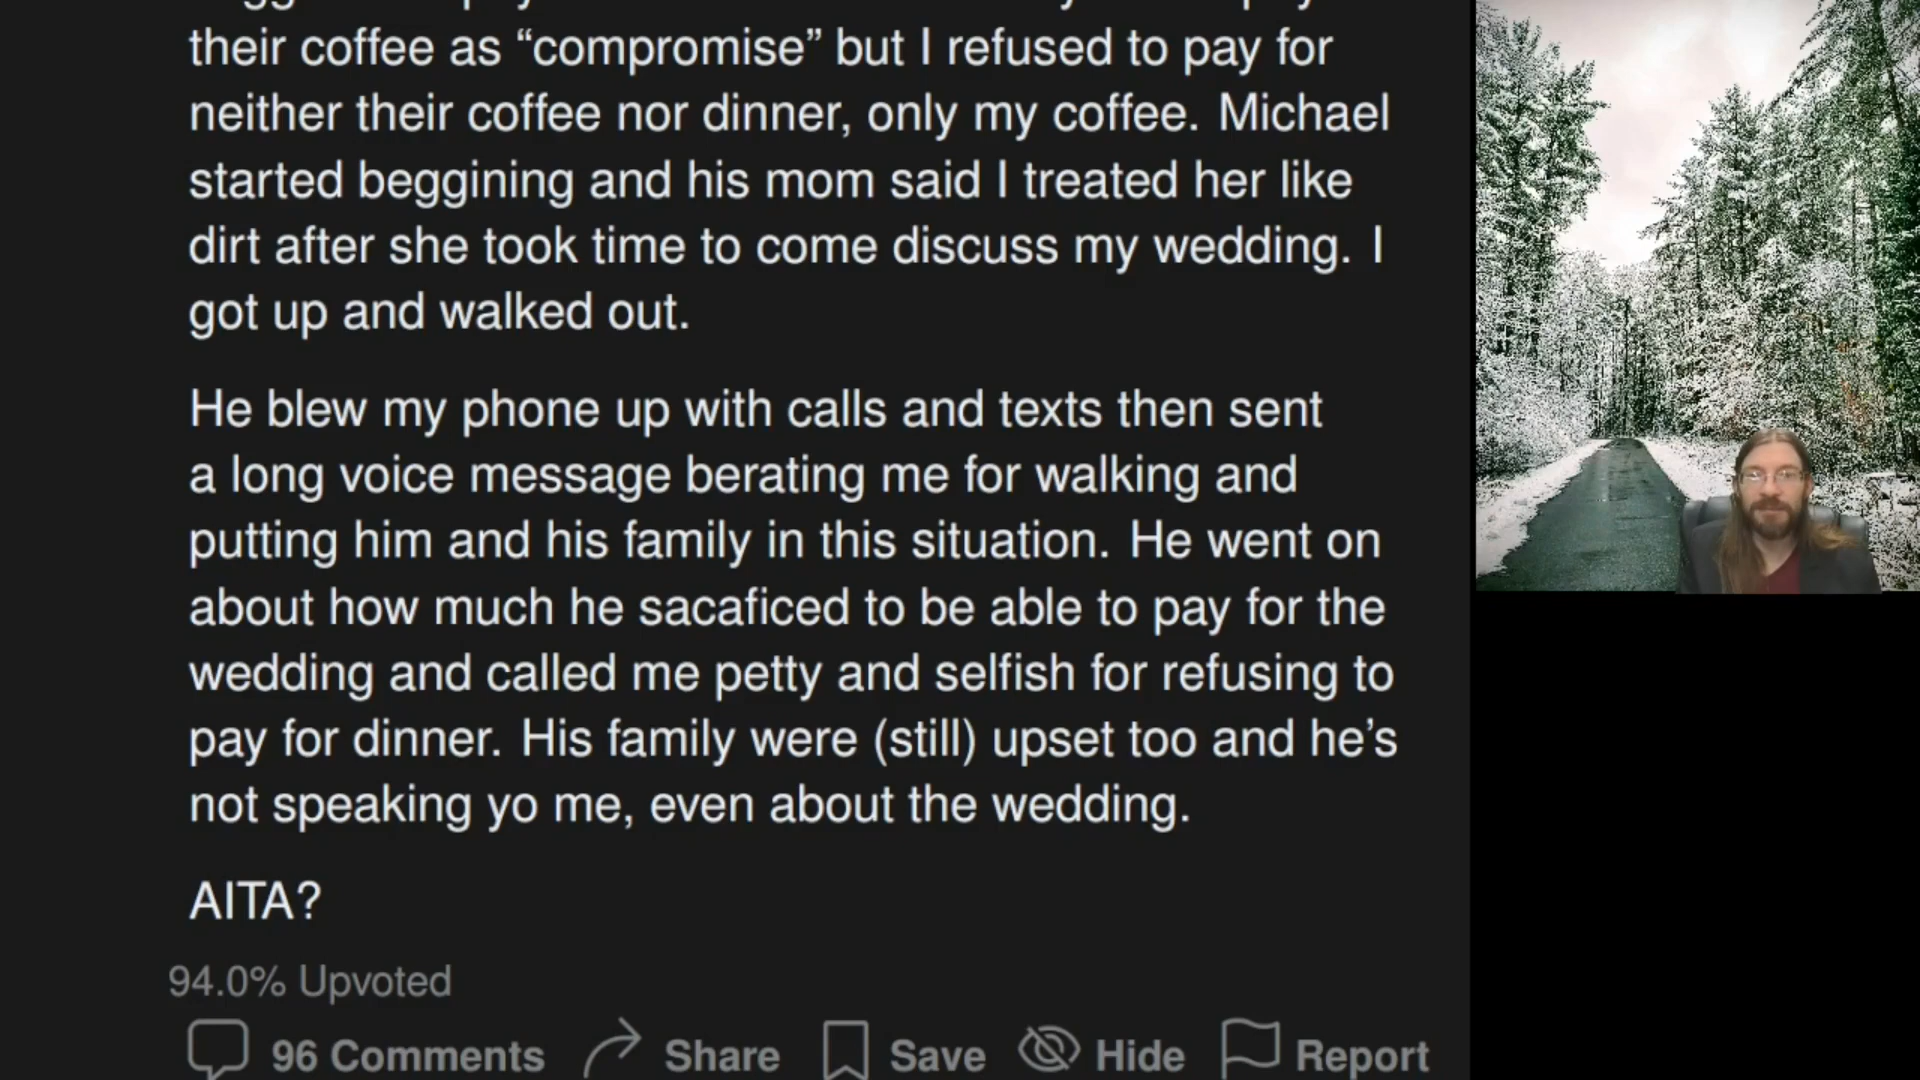 their coffee as “compromise” but I refused to pay for
neither their coffee nor dinner, only my coffee. Michael
started beggining and his mom said I treated her like
dirt after she took time to come discuss my wedding. I
got up and walked out.
He blew my phone up with calls and texts then sent
a long voice message berating me for walking and
putting him and his family in this situation. He went on
about how much he sacaficed to be able to pay for the
wedding and called me petty and selfish for refusing to
pay for dinner. His family were (still) upset too and he’s
not speaking yo me, even about the wedding.
AITA?
94.0% Upvoted
96 Comments Share Save Hide Report